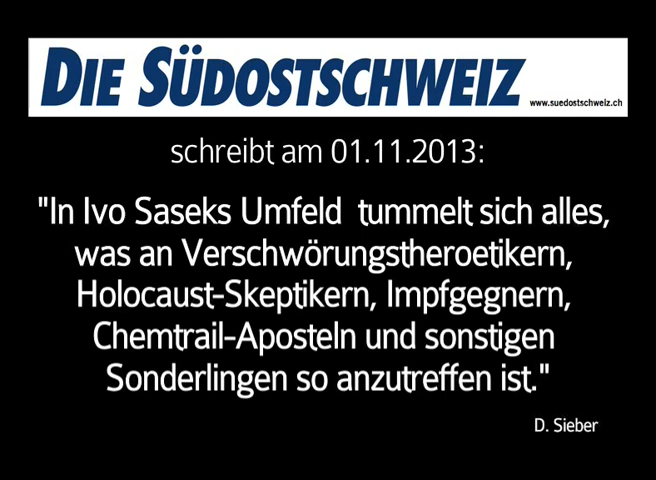 DIE SÜDOSTSCHWEIZ www.suedostschweiz.ch
schreibt am 01.11.2013:
"In Ivo Saseks Umfeld tummelt sich alles,
was an Verschwörungstheroetikern,
Holocaust-Skeptikern, Impfgegnern,
Chemtrail-Aposteln und sonstigen
Sonderlingen so anzutreffen ist."
D. Sieber